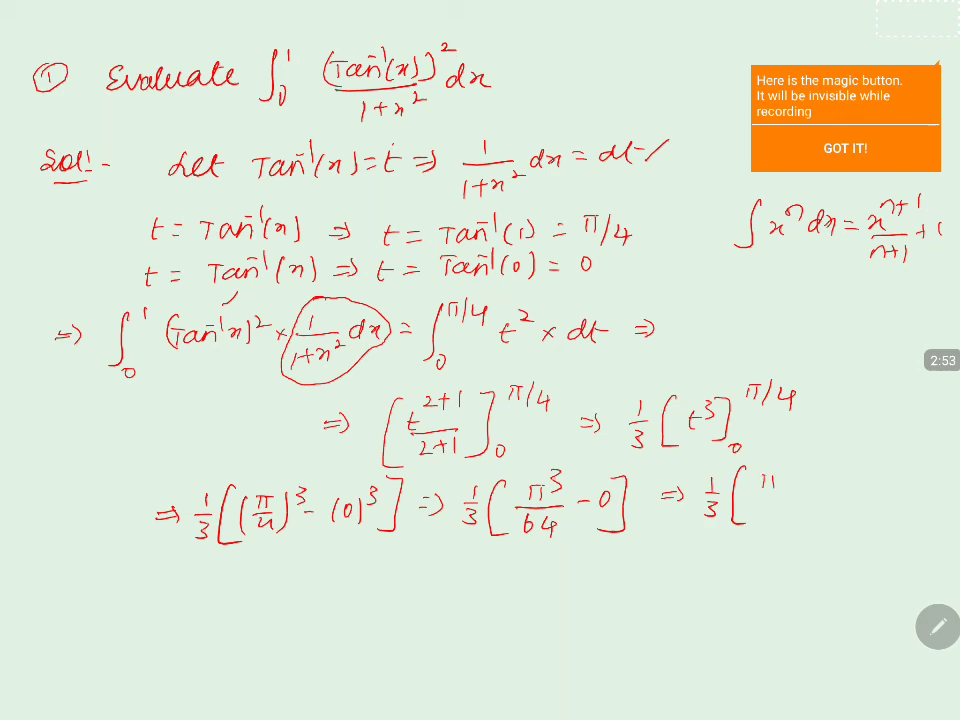 ① Evaluate ∫₀¹ (Tan⁻¹(x))²/(1+x²) dx
Sol:- Let Tan⁻¹(x) = t ⇒ 1/(1+x²) dx = dt ✓
t = Tan⁻¹(x) ⇒ t = Tan⁻¹(1) = π/4
t = Tan⁻¹(x) ⇒ t = Tan⁻¹(0) = 0
⇒ ∫₀¹ (Tan⁻¹x)² × 1/(1+x²) dx = ∫₀^(π/4) t² × dt ⇒
⇒ [t^(2+1)/(2+1)]₀^(π/4) ⇒ 1/3 [t³]₀^(π/4)
⇒ 1/3 [(π/4)³ - (0)³] ⇒ 1/3 [π³/64 - 0] ⇒ 1/3 [
Here is the magic button.
It will be invisible while
recording
GOT IT!
∫ xⁿ dx = x^(n+1)/(n+1) +
2:53